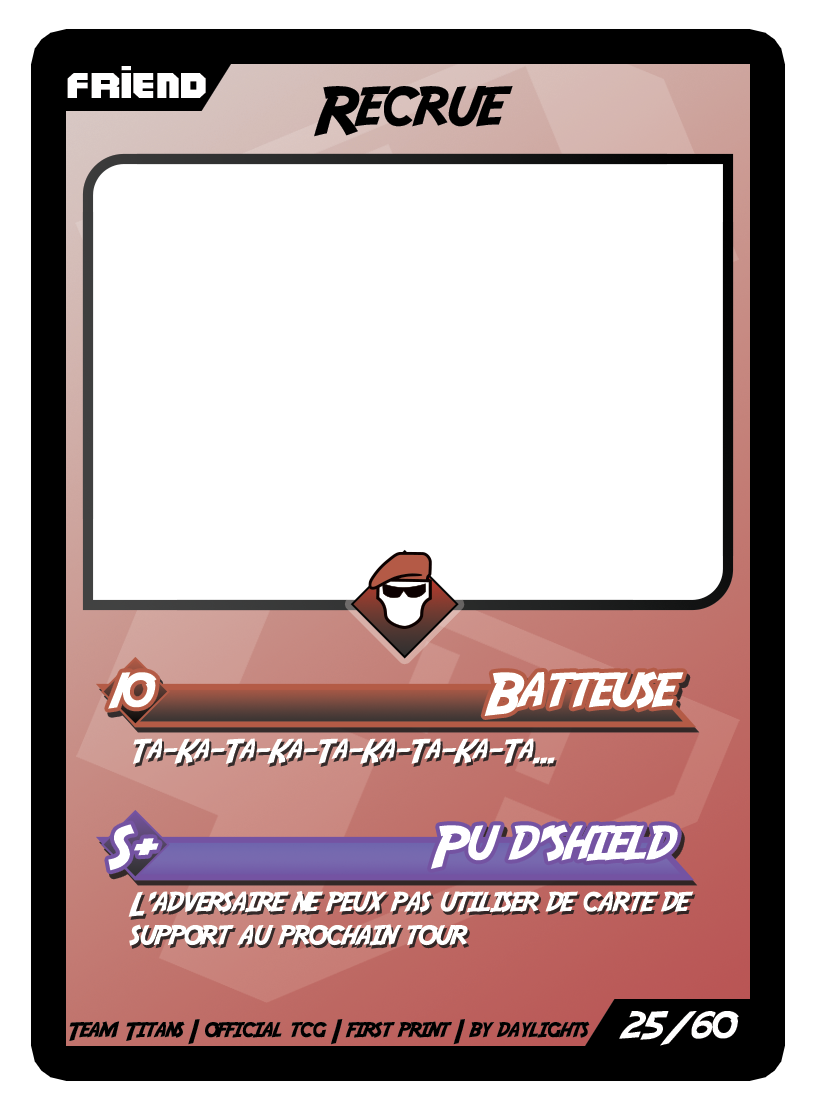 FRiEND
RECRUE
10
BATTEUSE
TA-KA-TA-KA-TA-KA-TA-KA-TA...
S+
PU D'SHIELD
L'ADVERSAIRE NE PEUX PAS UTILISER DE CARTE DE
SUPPORT AU PROCHAIN TOUR
TEAM TITANS | OFFICIAL TCG | FIRST PRINT | BY DAYLIGHTS
25/60